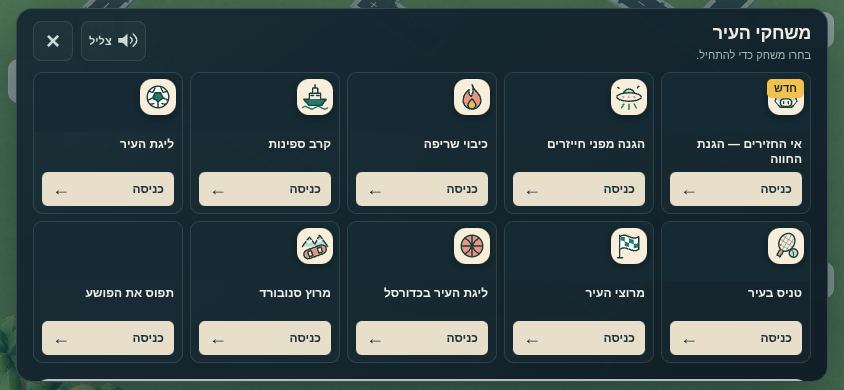 משחקי העיר
בחרו משחק כדי להתחיל.
צליל
חדש
אי החזירים — הגנת
החווה
כניסה
הגנה מפני חייזרים
כניסה
כיבוי שריפה
כניסה
קרב ספינות
כניסה
ליגת העיר
כניסה
טניס בעיר
כניסה
מרוצי העיר
כניסה
ליגת העיר בכדורסל
כניסה
מרוץ סנובורד
כניסה
תפוס את הפושע
כניסה